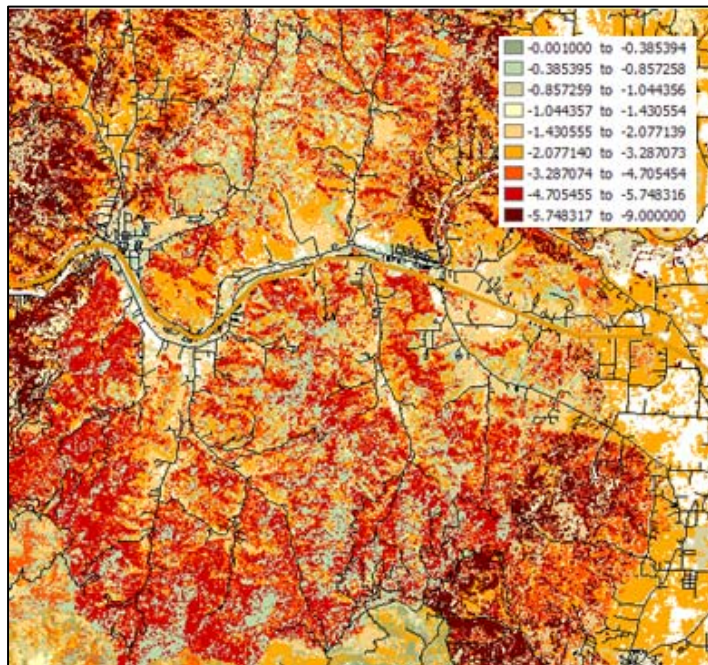 -0.001000 to -0.385394
-0.385395 to -0.857258
-0.857259 to -1.044356
-1.044357 to -1.430554
-1.430555 to -2.077139
-2.077140 to -3.287073
-3.287074 to -4.705454
-4.705455 to -5.748316
-5.748317 to -9.000000